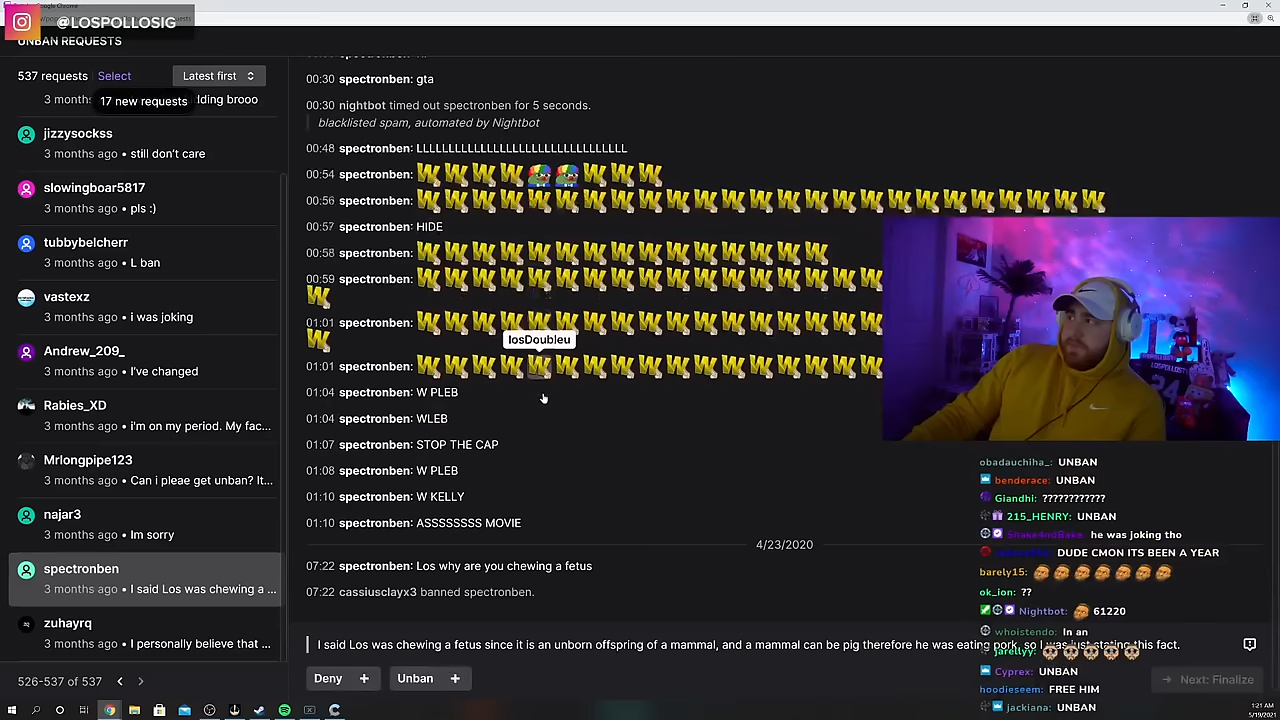 @LOSPOLLOSIG
UNBAN REQUESTS
537 requests Select Latest first
17 new requests
3 months lding brooo
jizzysockss
3 months ago • still don't care
slowingboar5817
3 months ago • pls :)
tubbybelcherr
3 months ago • L ban
vastexz
3 months ago • i was joking
Andrew_209_
3 months ago • I've changed
Rabies_XD
3 months ago • i'm on my period. My fac...
Mrlongpipe123
3 months ago • Can i pleae get unban? It...
najar3
3 months ago • Im sorry
spectronben
3 months ago • I said Los was chewing a ...
zuhayrq
3 months ago • I personally believe that ...
526-537 of 537
00:30 spectronben: gta
00:30 nightbot timed out spectronben for 5 seconds.
blacklisted spam, automated by Nightbot
00:48 spectronben: LLLLLLLLLLLLLLLLLLLLLLLLLLLLLLLL
00:54 spectronben:
00:56 spectronben:
00:57 spectronben: HIDE
00:58 spectronben:
00:59 spectronben:
01:01 spectronben:
losDoubleu
01:01 spectronben:
01:04 spectronben: W PLEB
01:04 spectronben: WLEB
01:07 spectronben: STOP THE CAP
01:08 spectronben: W PLEB
01:10 spectronben: W KELLY
01:10 spectronben: ASSSSSSSS MOVIE
4/23/2020
07:22 spectronben: Los why are you chewing a fetus
07:22 cassiusclayx3 banned spectronben.
I said Los was chewing a fetus since it is an unborn offspring of a mammal, and a mammal can be pig therefore he was eating pork, so I was just stating this fact.
Deny + Unban + Next: Finalize
obadauchiha_: UNBAN
benderace: UNBAN
Giandhi: ????????????
215_HENRY: UNBAN
he was joking tho
DUDE CMON ITS BEEN A YEAR
barely15:
ok_ion: ??
Nightbot: 61220
whoistendo: In an
jarellyy:
Cyprex: UNBAN
hoodieseem: FREE HIM
jackiana: UNBAN
24
1:21 AM
5/19/2021